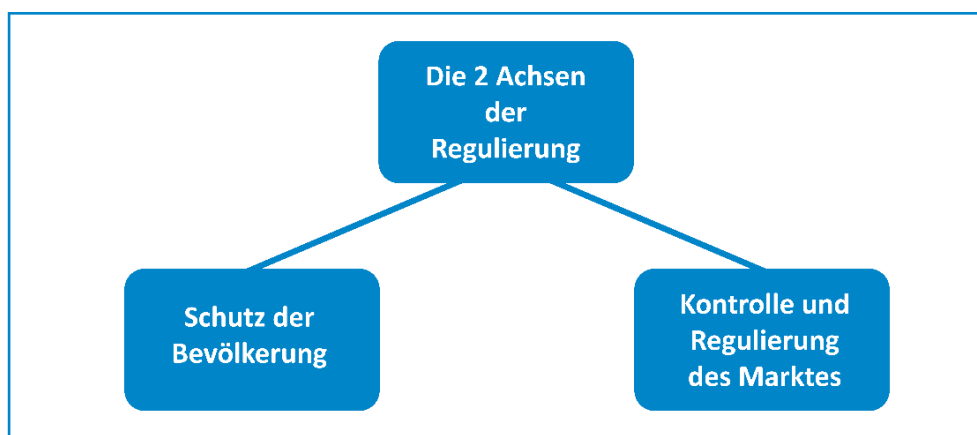 Die 2 Achsen
der
Regulierung
Schutz der
Bevölkerung
Kontrolle und
Regulierung
des Marktes